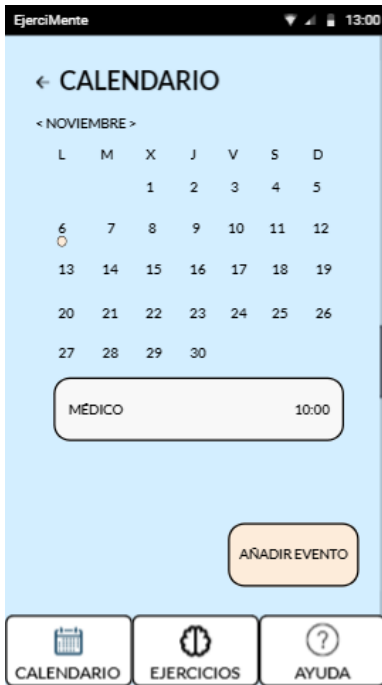 EjerciMente 13:00
← CALENDARIO
< NOVIEMBRE >
L M X J V S D
1 2 3 4 5
6 7 8 9 10 11 12
13 14 15 16 17 18 19
20 21 22 23 24 25 26
27 28 29 30
MÉDICO 10:00
AÑADIR EVENTO
?
CALENDARIO EJERCICIOS AYUDA